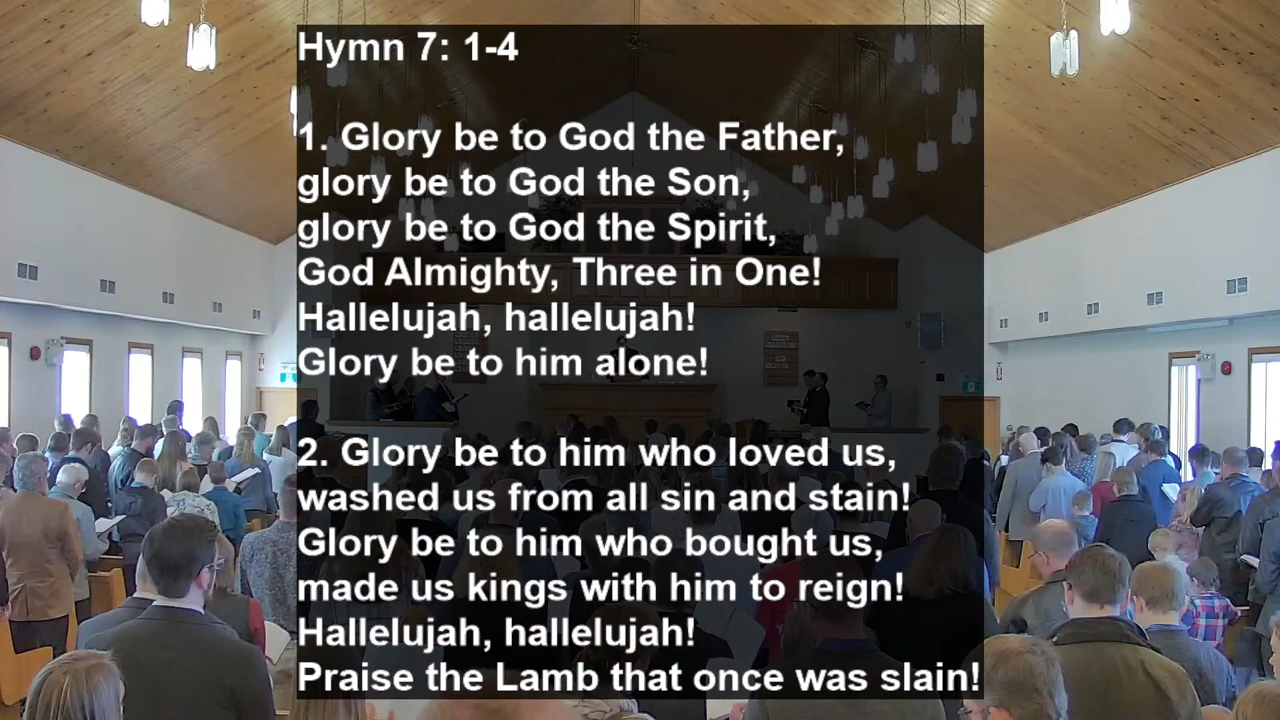 Hymn 7: 1-4
1. Glory be to God the Father,
glory be to God the Son,
glory be to God the Spirit,
God Almighty, Three in One!
Hallelujah, hallelujah!
Glory be to him alone!
2. Glory be to him who loved us,
washed us from all sin and stain!
Glory be to him who bought us,
made us kings with him to reign!
Hallelujah, hallelujah!
Praise the Lamb that once was slain!